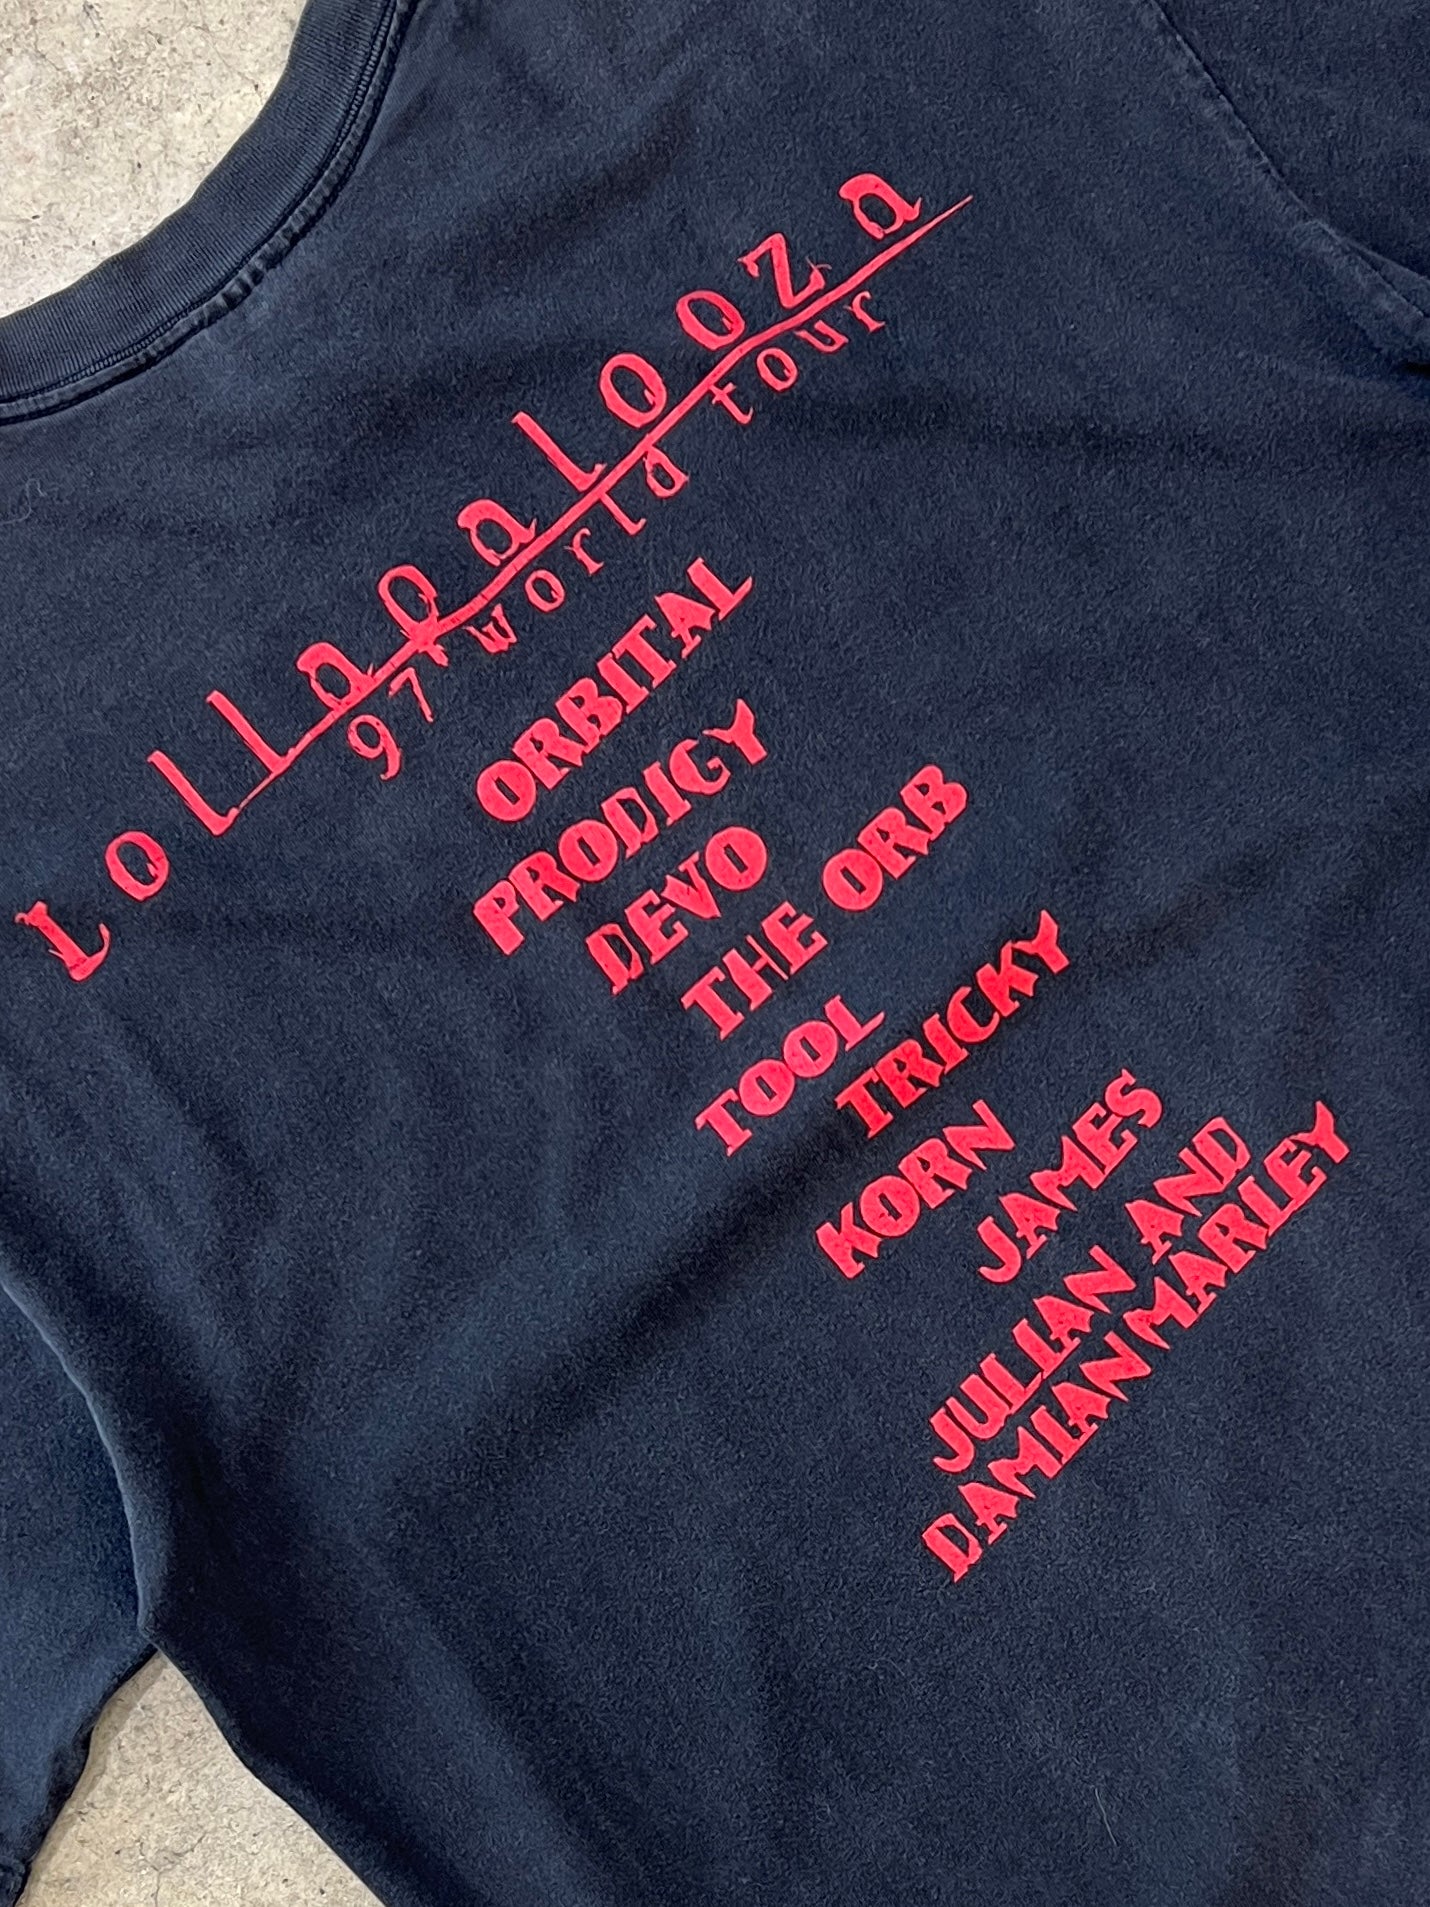 Lollapalooza
97* world tour
ORBITAL
PRODIGY
DEVO
THE ORB
TOOL
TRICKY
KORN
JAMES
JULIAN AND
DAMIAN MARLEY